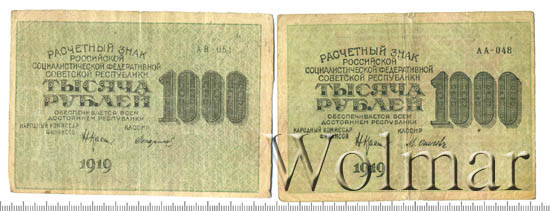 АВ-051
РАСЧЕТНЫЙ ЗНАК
РОССИЙСКОЙ
СОЦИАЛИСТИЧЕСКОЙ ФЕДЕРАТИВНОЙ
СОВЕТСКОЙ РЕСПУБЛИКИ
ТЫСЯЧА
РУБЛЕЙ
1000
ОБЕСПЕЧИВАЕТСЯ ВСЕМ
ДОСТОЯНИЕМ РЕСПУБЛИКИ
НАРОДНЫЙ КОМИССАР
ФИНАНСОВ
КАССИР
1919
АА-048
РАСЧЕТНЫЙ ЗНАК
РОССИЙСКОЙ
СОЦИАЛИСТИЧЕСКОЙ ФЕДЕРАТИВНОЙ
СОВЕТСКОЙ РЕСПУБЛИКИ
ТЫСЯЧА
РУБЛЕЙ
1000
ОБЕСПЕЧИВАЕТСЯ ВСЕМ
ДОСТОЯНИЕМ РЕСПУБЛИКИ
НАРОДНЫЙ КОМИССАР
ФИНАНСОВ
КАССИР
1919
Wolmar